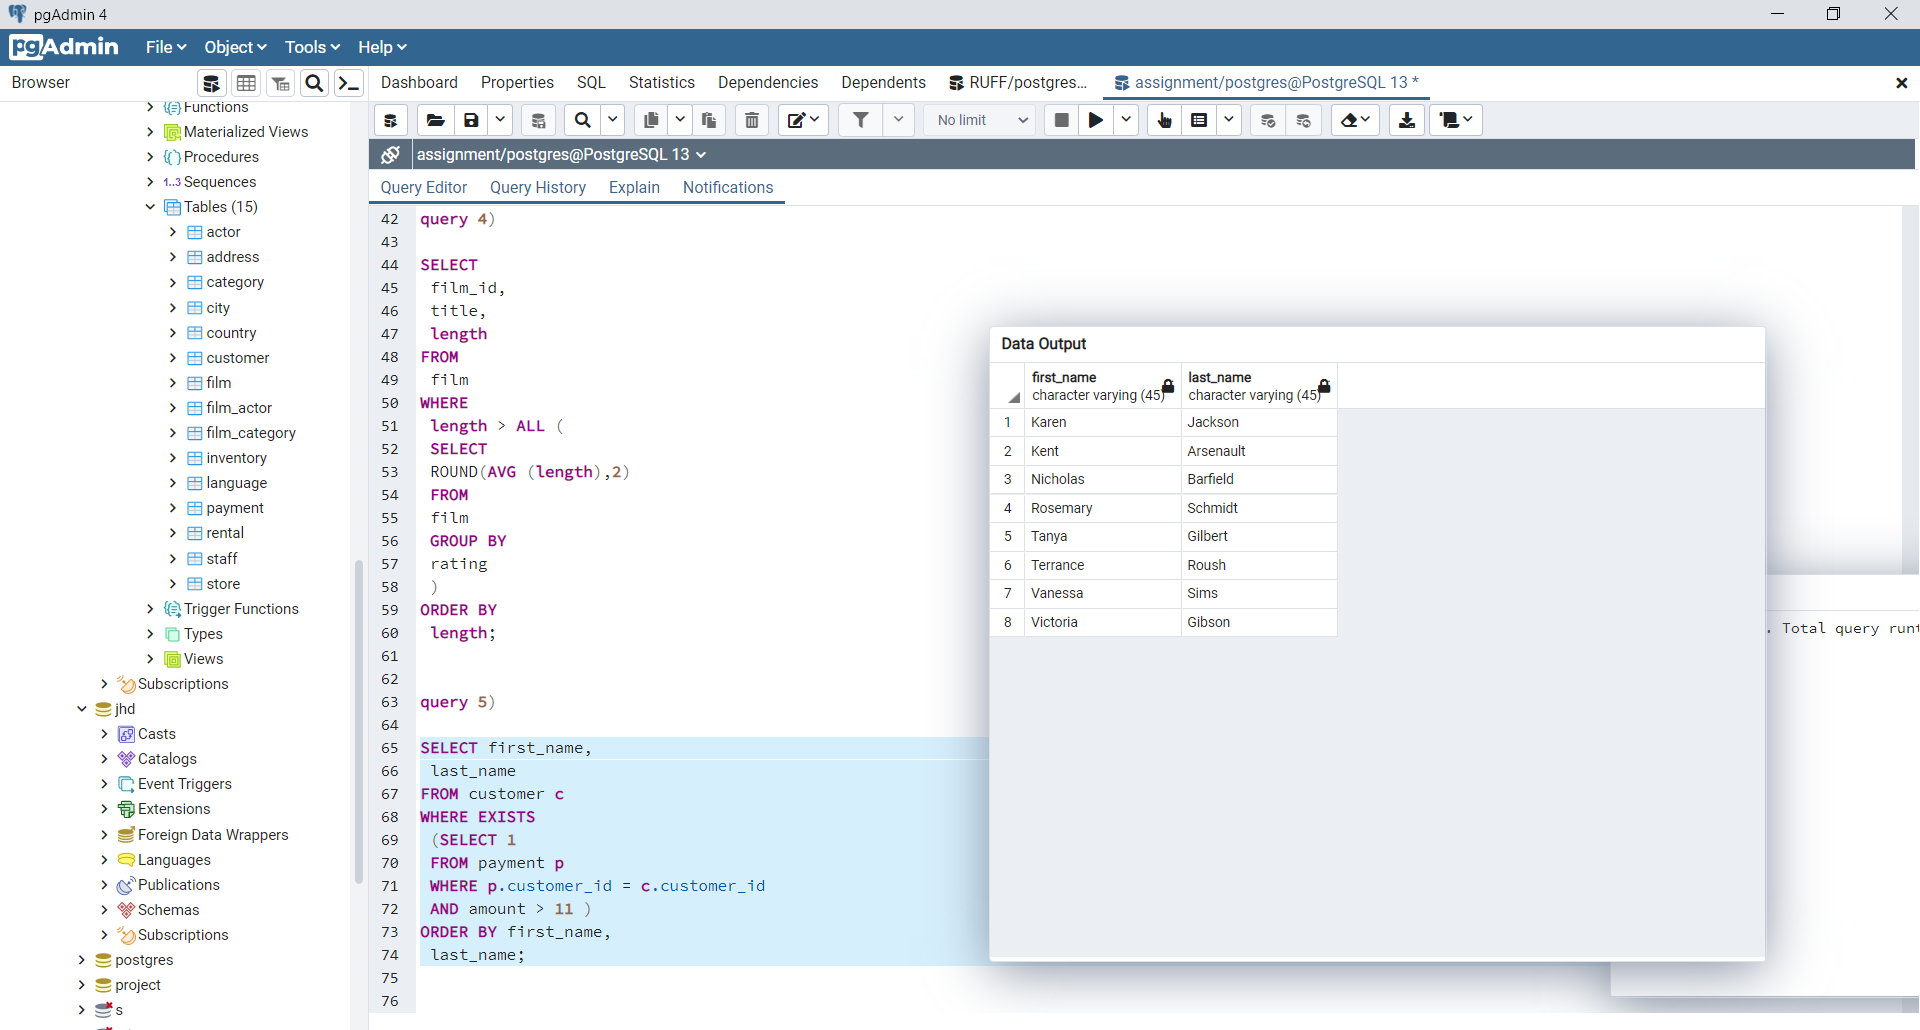 pgAdmin 4
pgAdmin File Object Tools Help
Browser
Dashboard Properties SQL Statistics Dependencies Dependents RUFF/postgres... assignment/postgres@PostgreSQL 13 *
No limit
assignment/postgres@PostgreSQL 13
Query Editor Query History Explain Notifications
Functions
Materialized Views
Procedures
1..3 Sequences
Tables (15)
actor
address
category
city
country
customer
film
film_actor
film_category
inventory
language
payment
rental
staff
store
Trigger Functions
Types
Views
Subscriptions
jhd
Casts
Catalogs
Event Triggers
Extensions
Foreign Data Wrappers
Languages
Publications
Schemas
Subscriptions
postgres
project
s
42 query 4)
43
44 SELECT
45 film_id,
46 title,
47 length
48 FROM
49 film
50 WHERE
51 length > ALL (
52 SELECT
53 ROUND(AVG (length),2)
54 FROM
55 film
56 GROUP BY
57 rating
58 )
59 ORDER BY
60 length;
61
62
63 query 5)
64
65 SELECT first_name,
66 last_name
67 FROM customer c
68 WHERE EXISTS
69 (SELECT 1
70 FROM payment p
71 WHERE p.customer_id = c.customer_id
72 AND amount > 11 )
73 ORDER BY first_name,
74 last_name;
75
76
Data Output
first_name last_name
character varying (45) character varying (45)
1 Karen Jackson
2 Kent Arsenault
3 Nicholas Barfield
4 Rosemary Schmidt
5 Tanya Gilbert
6 Terrance Roush
7 Vanessa Sims
8 Victoria Gibson
. Total query runt